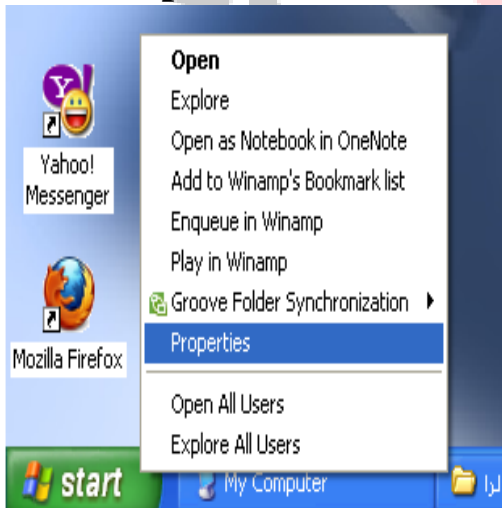 Yahoo!
Messenger
Mozilla Firefox
Open
Explore
Open as Notebook in OneNote
Add to Winamp's Bookmark list
Enqueue in Winamp
Play in Winamp
Groove Folder Synchronization
Properties
Open All Users
Explore All Users
start
My Computer